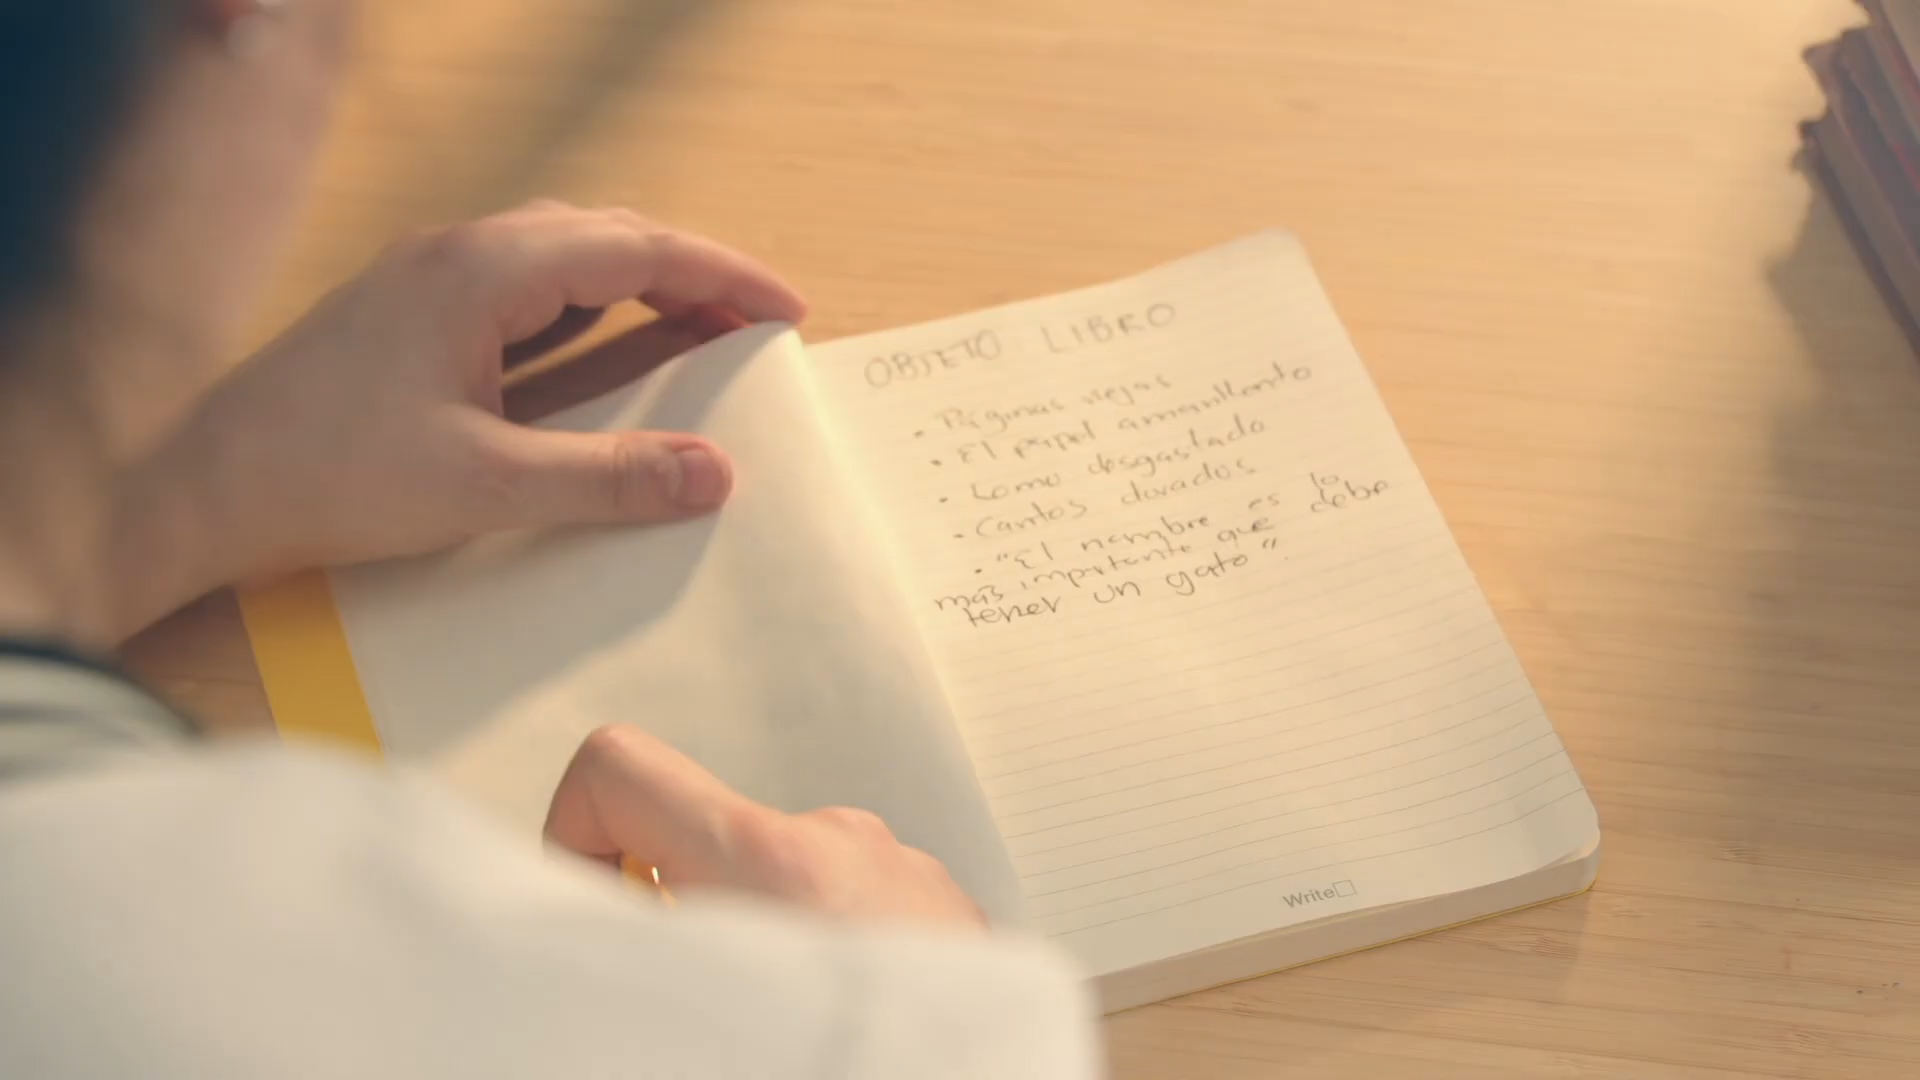 OBJETO LIBRO
• Páginas viejas
• El papel amarillento
• Lomo desgastado
• Cantos dorados
• "El nombre es lo
más importante que debe
tener un gato".
Write